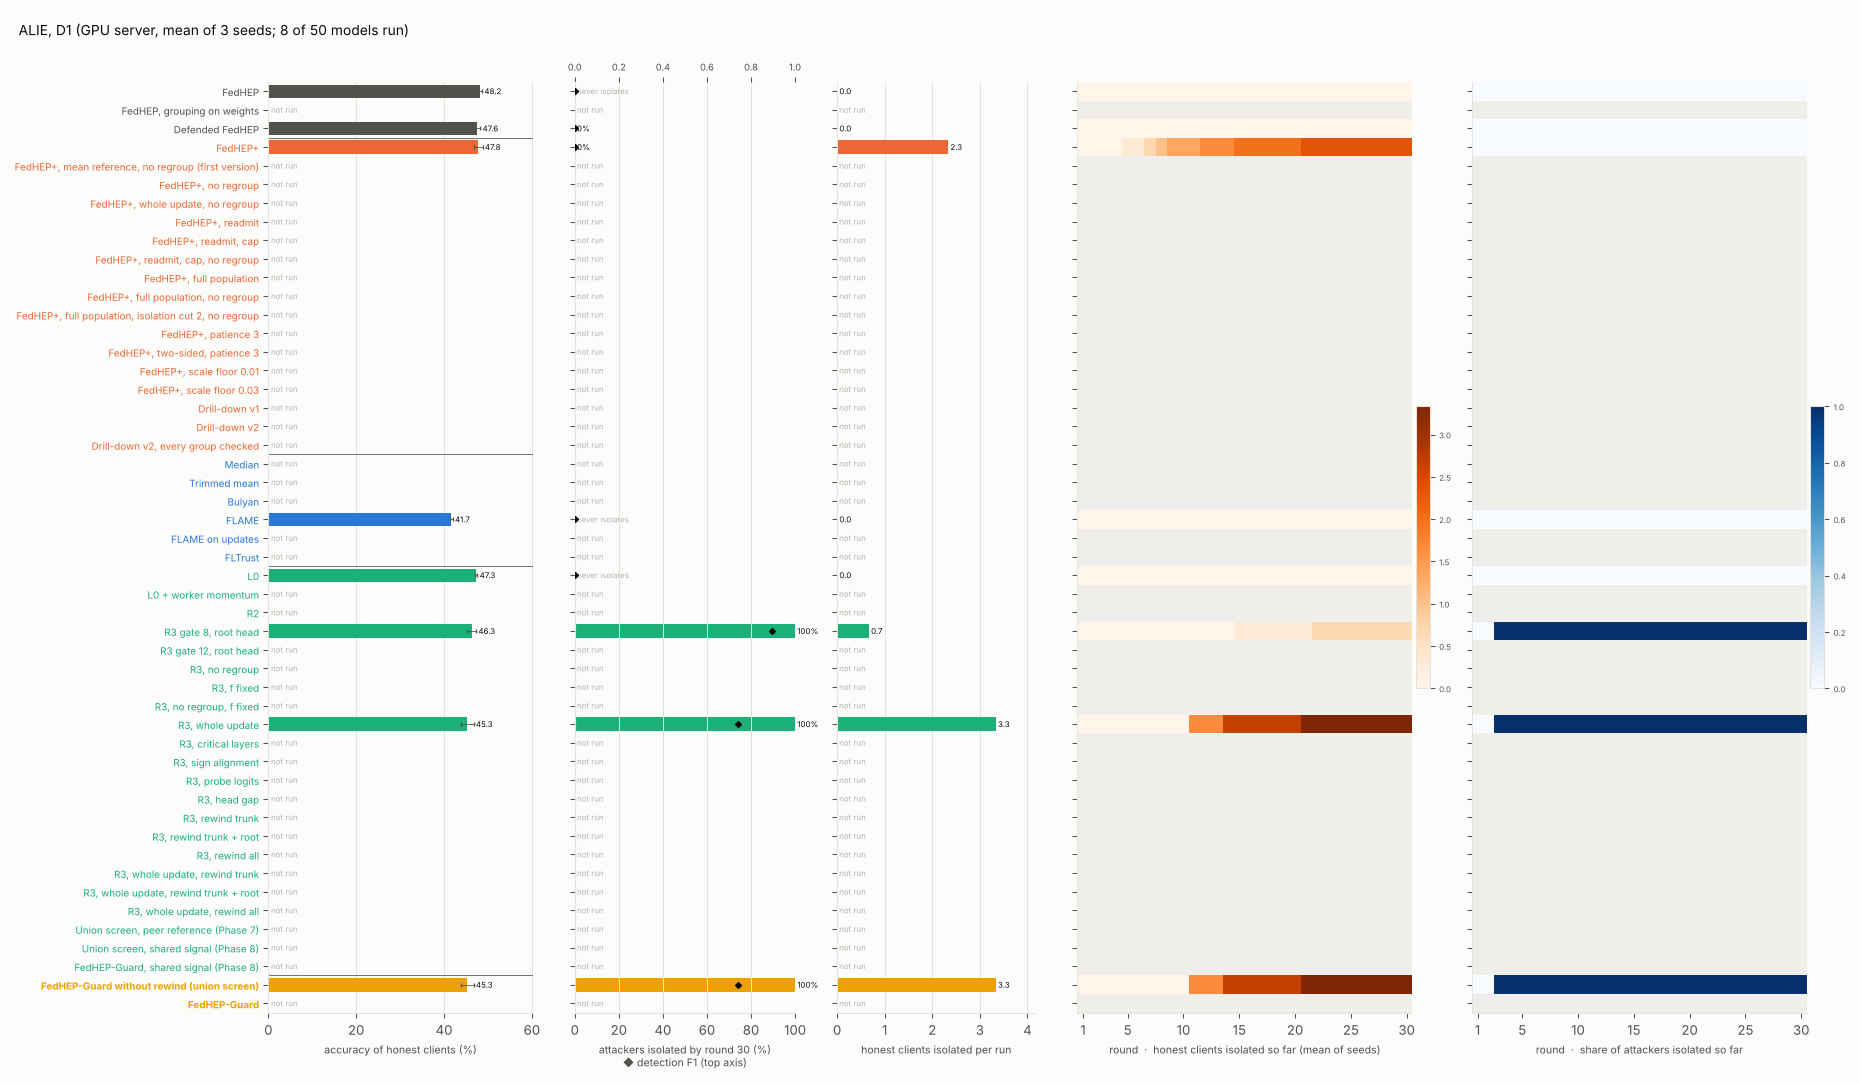 ALIE, D1 (GPU server, mean of 3 seeds; 8 of 50 models run)
0.0 0.2 0.4 0.6 0.8 1.0
FedHEP 48.2 never isolates 0.0
FedHEP, grouping on weights not run not run not run
Defended FedHEP 47.6 0% 0.0
FedHEP+ 47.8 0% 2.3
FedHEP+, mean reference, no regroup (first version) not run not run not run
FedHEP+, no regroup not run not run not run
FedHEP+, whole update, no regroup not run not run not run
FedHEP+, readmit not run not run not run
FedHEP+, readmit, cap not run not run not run
FedHEP+, readmit, cap, no regroup not run not run not run
FedHEP+, full population not run not run not run
FedHEP+, full population, no regroup not run not run not run
FedHEP+, full population, isolation cut 2, no regroup not run not run not run
FedHEP+, patience 3 not run not run not run
FedHEP+, two-sided, patience 3 not run not run not run
FedHEP+, scale floor 0.01 not run not run not run
FedHEP+, scale floor 0.03 not run not run not run
Drill-down v1 not run not run not run
Drill-down v2 not run not run not run
Drill-down v2, every group checked not run not run not run
Median not run not run not run
Trimmed mean not run not run not run
Bulyan not run not run not run
FLAME 41.7 never isolates 0.0
FLAME on updates not run not run not run
FLTrust not run not run not run
L0 47.3 never isolates 0.0
L0 + worker momentum not run not run not run
R2 not run not run not run
R3 gate 8, root head 46.3 100% 0.7
R3 gate 12, root head not run not run not run
R3, no regroup not run not run not run
R3, f fixed not run not run not run
R3, no regroup, f fixed not run not run not run
R3, whole update 45.3 100% 3.3
R3, critical layers not run not run not run
R3, sign alignment not run not run not run
R3, probe logits not run not run not run
R3, head gap not run not run not run
R3, rewind trunk not run not run not run
R3, rewind trunk + root not run not run not run
R3, rewind all not run not run not run
R3, whole update, rewind trunk not run not run not run
R3, whole update, rewind trunk + root not run not run not run
R3, whole update, rewind all not run not run not run
Union screen, peer reference (Phase 7) not run not run not run
Union screen, shared signal (Phase 8) not run not run not run
FedHEP-Guard, shared signal (Phase 8) not run not run not run
FedHEP-Guard without rewind (union screen) 45.3 100% 3.3
FedHEP-Guard not run not run not run
0 20 40 60
accuracy of honest clients (%)
0 20 40 60 80 100
attackers isolated by round 30 (%)
◆ detection F1 (top axis)
0 1 2 3 4
honest clients isolated per run
1 5 10 15 20 25 30
round · honest clients isolated so far (mean of seeds)
3.0
2.5
2.0
1.5
1.0
0.5
0.0
1 5 10 15 20 25 30
round · share of attackers isolated so far
1.0
0.8
0.6
0.4
0.2
0.0